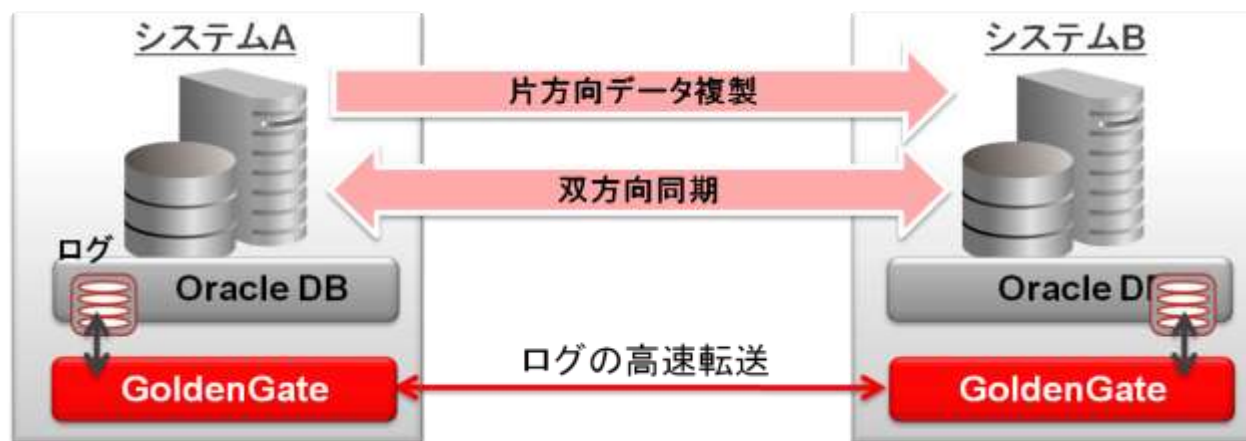 システムA
システムB
片方向データ複製
双方向同期
ログ
Oracle DB
Oracle D
ログの高速転送
GoldenGate
GoldenGate